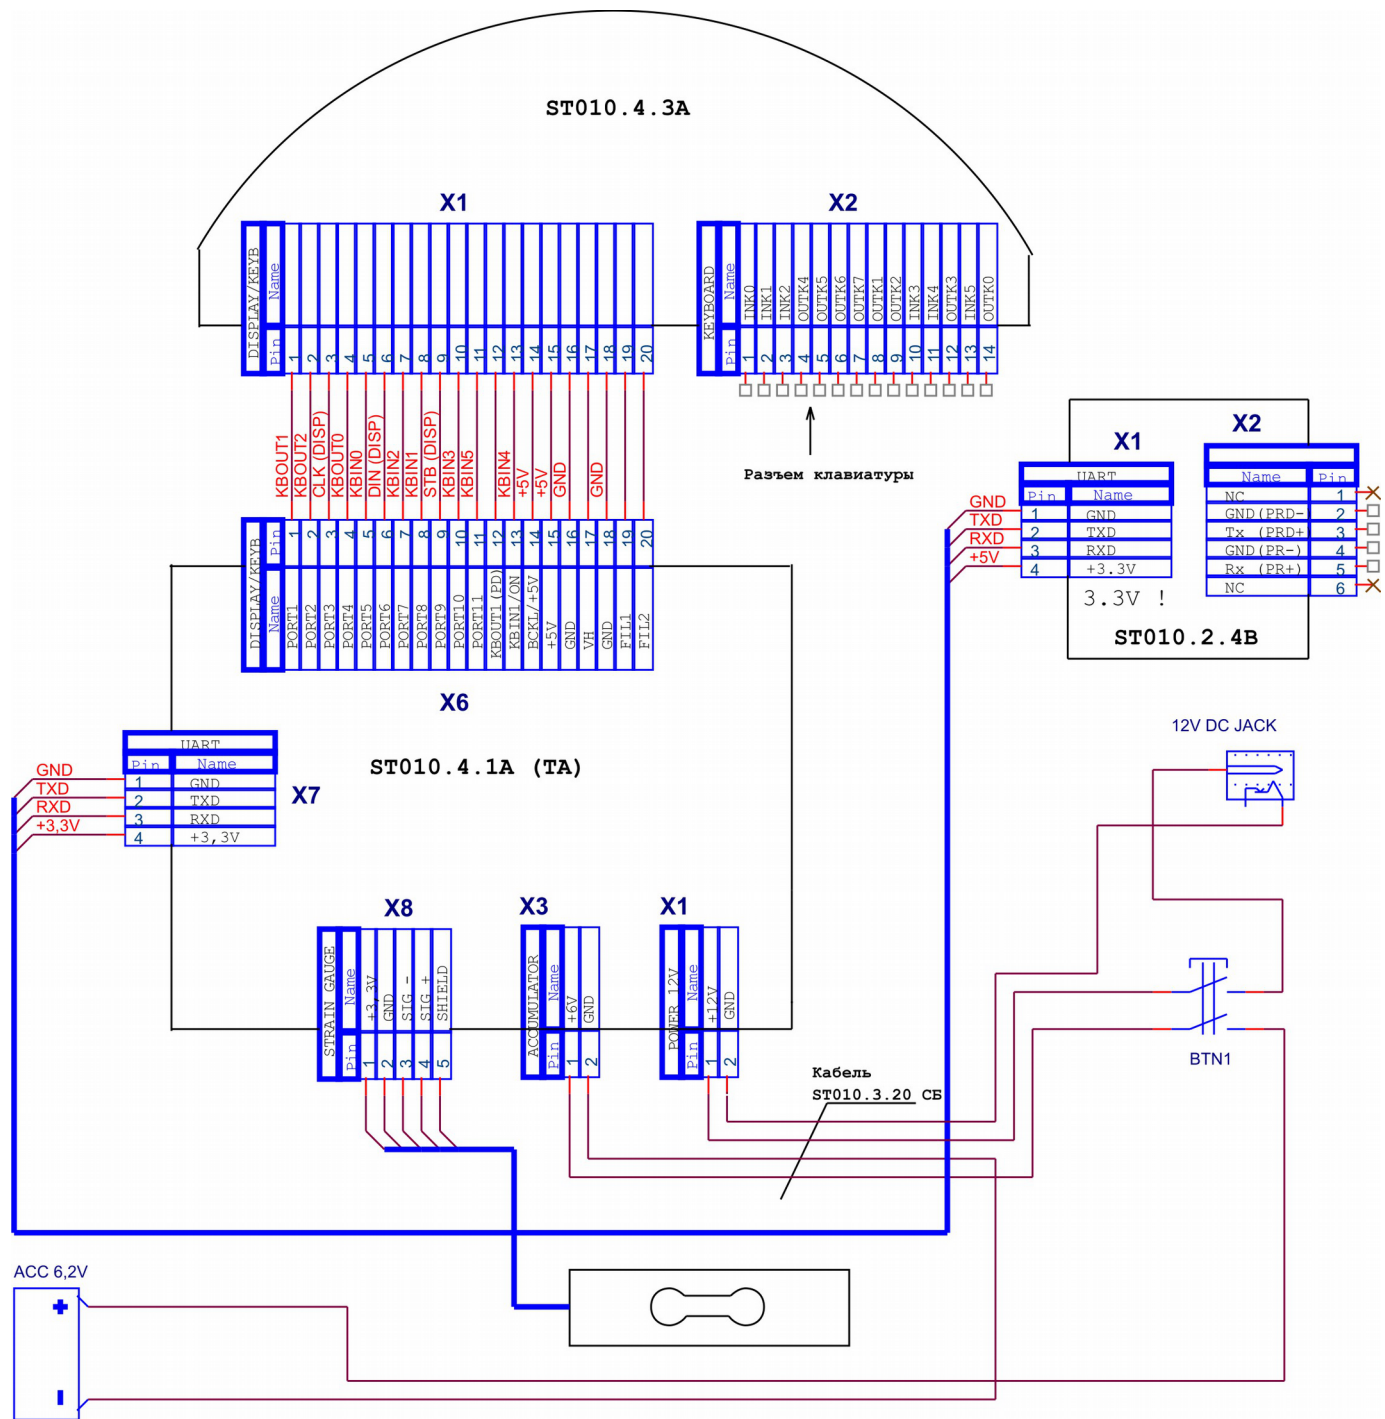 ST010.4.3A
X1
X2
DISPLAY/KEYB
Name
Pin
1
2
3
4
5
6
7
8
9
10
11
12
13
14
15
16
17
18
19
20
KEYBOARD
Name
Pin
INK0
INK1
INK2
OUTK4
OUTK5
OUTK6
OUTK7
OUTK1
OUTK2
INK3
INK4
OUTK3
INK5
OUTK0
1
2
3
4
5
6
7
8
9
10
11
12
13
14
Разъем клавиатуры
KBOUT1
KBOUT2
CLK (DISP)
KBOUT0
KBIN0
DIN (DISP)
KBIN2
KBIN1
STB (DISP)
KBIN3
KBIN5
KBIN4
+5V
+5V
GND
GND
DISPLAY/KEYB
Pin
Name
1
2
3
4
5
6
7
8
9
10
11
12
13
14
15
16
17
18
19
20
PORT1
PORT2
PORT3
PORT4
PORT5
PORT6
PORT7
PORT8
PORT9
PORT10
PORT11
KBOUT1(PD)
KBIN1/ON
BCKL/+5V
+5V
GND
VH
GND
FIL1
FIL2
X6
ST010.4.1A (TA)
X1
UART
Pin Name
GND 1 GND
TXD 2 TXD
RXD 3 RXD
+5V 4 +3.3V
3.3V !
X2
Name Pin
NC 1
GND(PRD- 2
Tx (PRD+ 3
GND(PR-) 4
Rx (PR+) 5
NC 6
ST010.2.4B
UART
Pin Name
GND 1 GND
TXD 2 TXD
RXD 3 RXD
+3,3V 4 +3,3V
X7
12V DC JACK
X8
STRAIN GAUGE
Name
Pin
+3,3V
GND
SIG -
SIG +
SHIELD
1
2
3
4
5
X3
ACCUMULATOR
Name
Pin
+6V
GND
1
2
X1
POWER 12V
Name
Pin
+12V
GND
1
2
BTN1
Кабель
ST010.3.20 СБ
ACC 6,2V
+
-